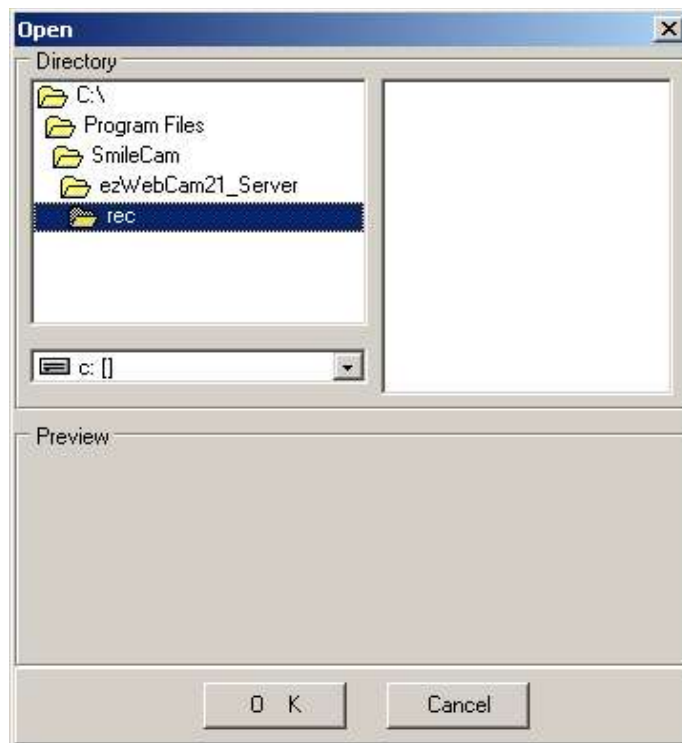 Open
Directory
C:\
Program Files
SmileCam
ezWebCam21_Server
rec
c: []
Preview
O K
Cancel